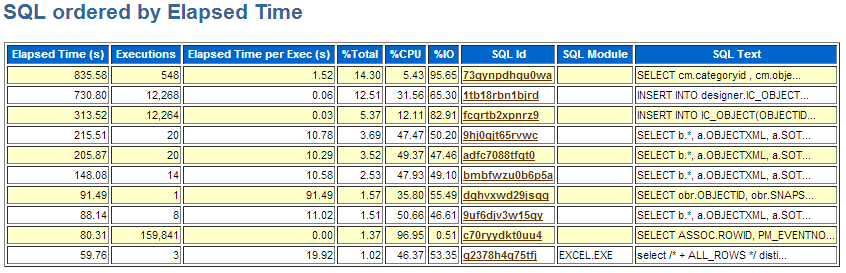 SQL ordered by Elapsed Time
Elapsed Time (s) Executions Elapsed Time per Exec (s) %Total %CPU %IO SQL Id SQL Module SQL Text
835.58 548 1.52 14.30 5.43 95.65 73gynpdhgu0wa SELECT cm.categoryid , cm.obje...
730.80 12,268 0.06 12.51 31.56 65.30 1tb18rbn1bjrd INSERT INTO designer.IC_OBJECT...
313.52 12,264 0.03 5.37 12.11 82.91 fcgrtb2xpnrz9 INSERT INTO IC_OBJECT(OBJECTID...
215.51 20 10.78 3.69 47.47 50.20 9hj0gjt65rvwc SELECT b.*, a.OBJECTXML, a.SOT...
205.87 20 10.29 3.52 49.37 47.46 adfc7088tfgt0 SELECT b.*, a.OBJECTXML, a.SOT...
148.08 14 10.58 2.53 47.93 49.10 bmbfwzu0b6p5a SELECT b.*, a.OBJECTXML, a.SOT...
91.49 1 91.49 1.57 35.80 55.49 dghvxwd29jsgg SELECT obr.OBJECTID, obr.SNAPS...
88.14 8 11.02 1.51 50.66 46.61 9uf6djv3w15gy SELECT b.*, a.OBJECTXML, a.SOT...
80.31 159,841 0.00 1.37 96.95 0.51 c70ryydkt0uu4 SELECT ASSOC.ROWID, PM_EVENTNO...
59.76 3 19.92 1.02 46.37 53.35 g2378h4g75tfj EXCEL.EXE select /* + ALL_ROWS */ disti...